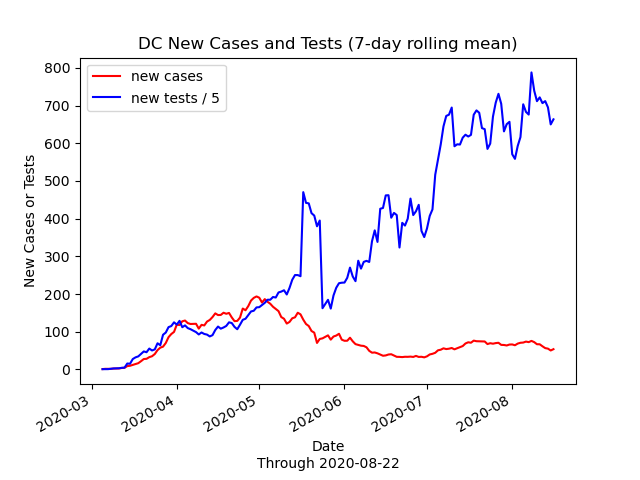 DC New Cases and Tests (7-day rolling mean)
new cases
new tests / 5
New Cases or Tests
800
700
600
500
400
300
200
100
0
2020-03
2020-04
2020-05
2020-06
2020-07
2020-08
Date
Through 2020-08-22